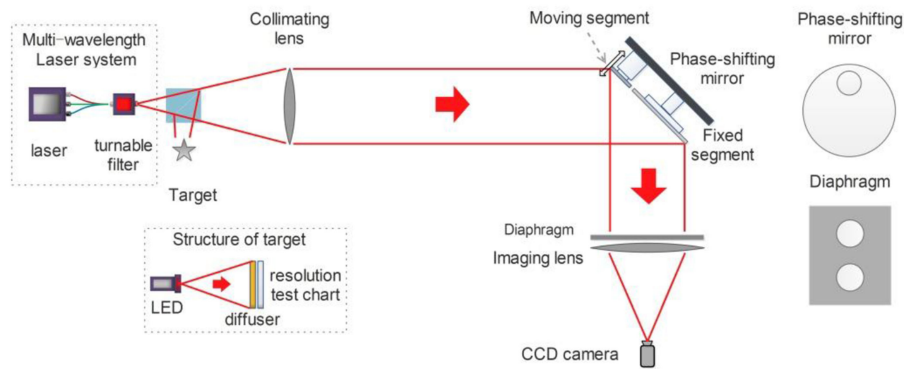 Multi-wavelength
Laser system
laser
turnable
filter
Target
Collimating
lens
Moving segment
Phase-shifting
mirror
Fixed
segment
Phase-shifting
mirror
Diaphragm
Structure of target
LED
diffuser
resolution
test chart
Diaphragm
Imaging lens
CCD camera